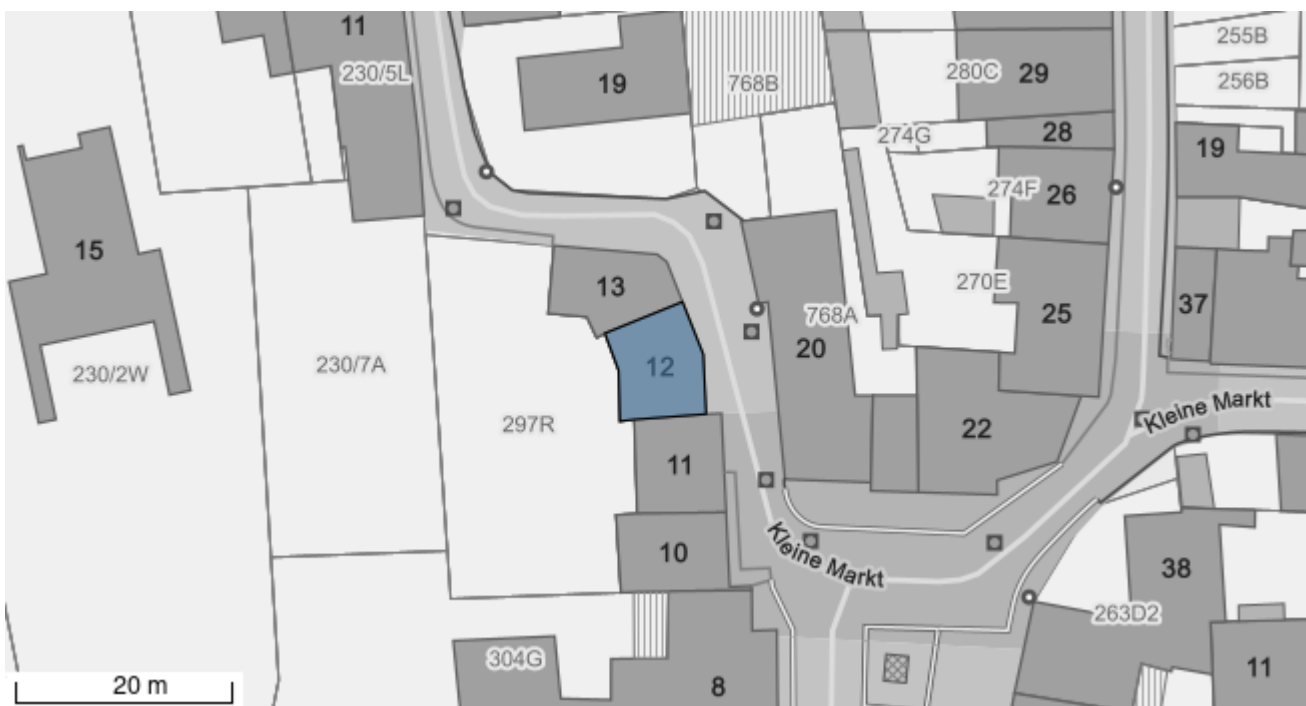 11
230/5L
19
768B
280C
29
255B
256B
274G
28
19
274F
26
15
13
270E
25
37
768A
20
12
230/7A
230/2W
297R
Kleine Markt
22
11
Kleine Markt
10
38
263D2
304G
8
11
20 m